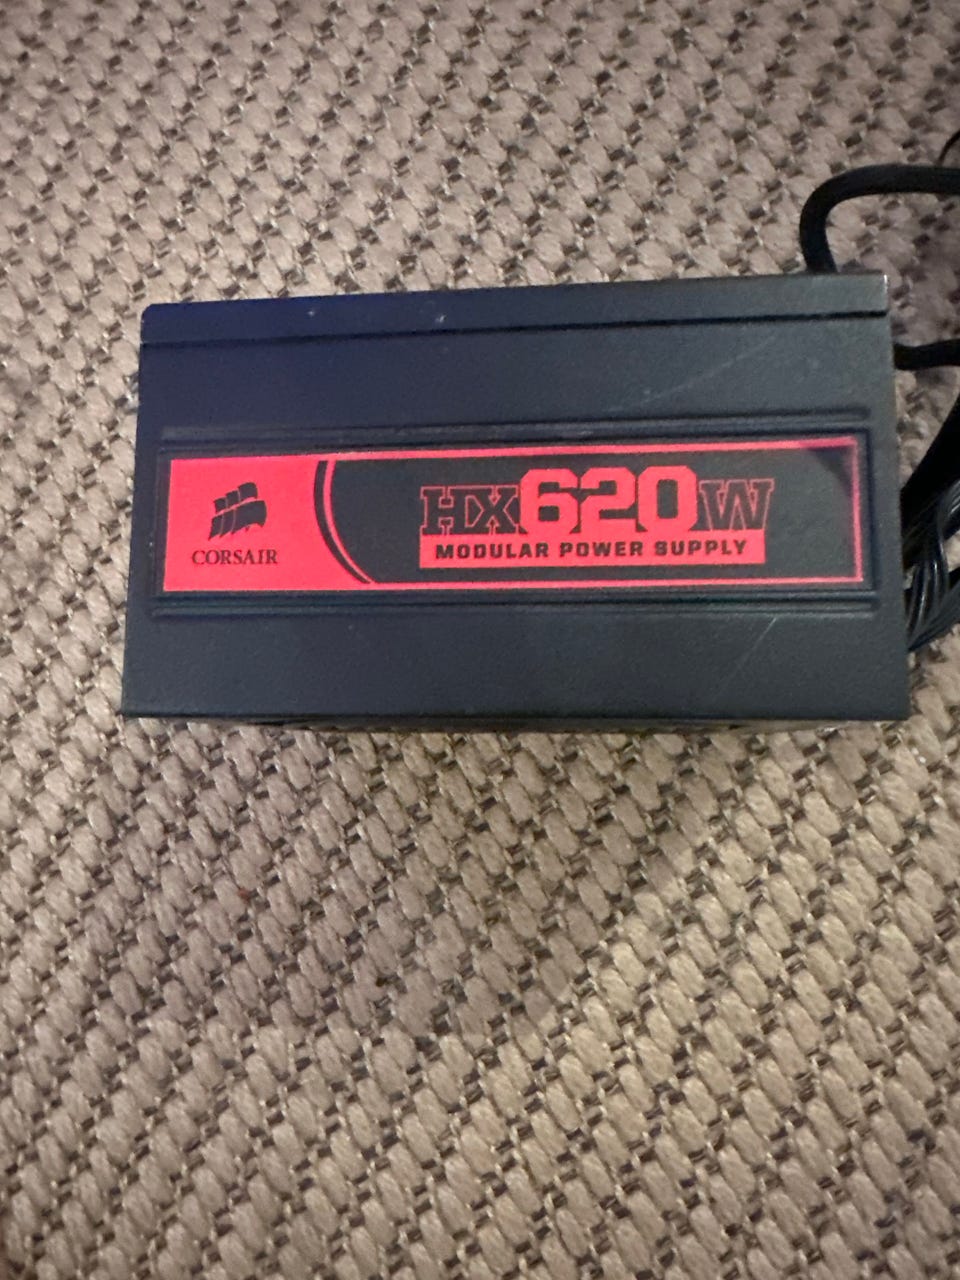 CORSAIR
HX620W
MODULAR POWER SUPPLY